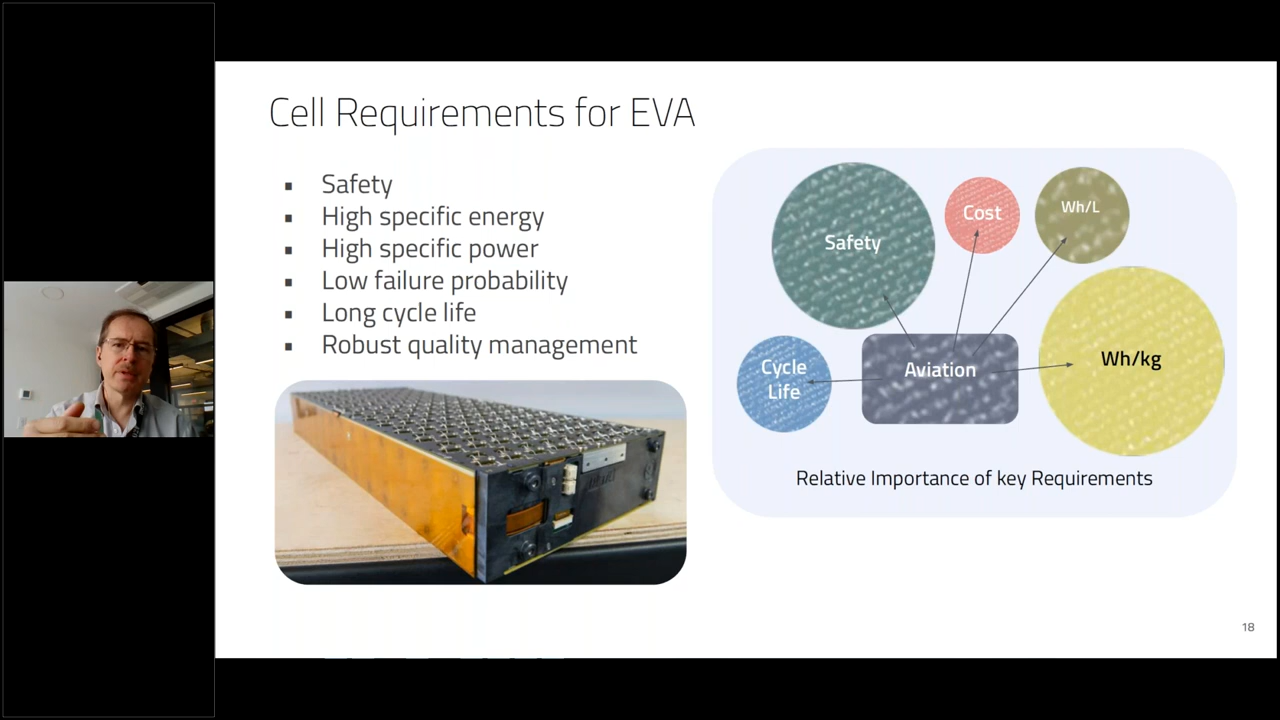 Cell Requirements for EVA
Safety
High specific energy
High specific power
Low failure probability
Long cycle life
Robust quality management
Safety
Cost
Wh/L
Cycle
Life
Aviation
Wh/kg
Relative Importance of key Requirements
18